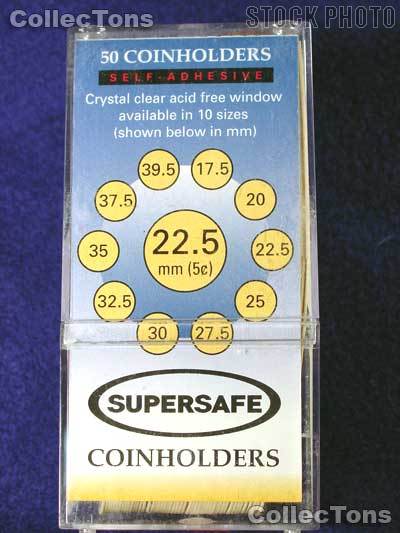 CollecTons
STOCK PHOTO
50 COINHOLDERS
SELF-ADHESIVE
Crystal clear acid free window
available in 10 sizes
(shown below in mm)
39.5 17.5
37.5 20
35 22.5 22.5
mm (5¢)
32.5 25
30 27.5
SUPERSAFE
COINHOLDERS
CollecTons